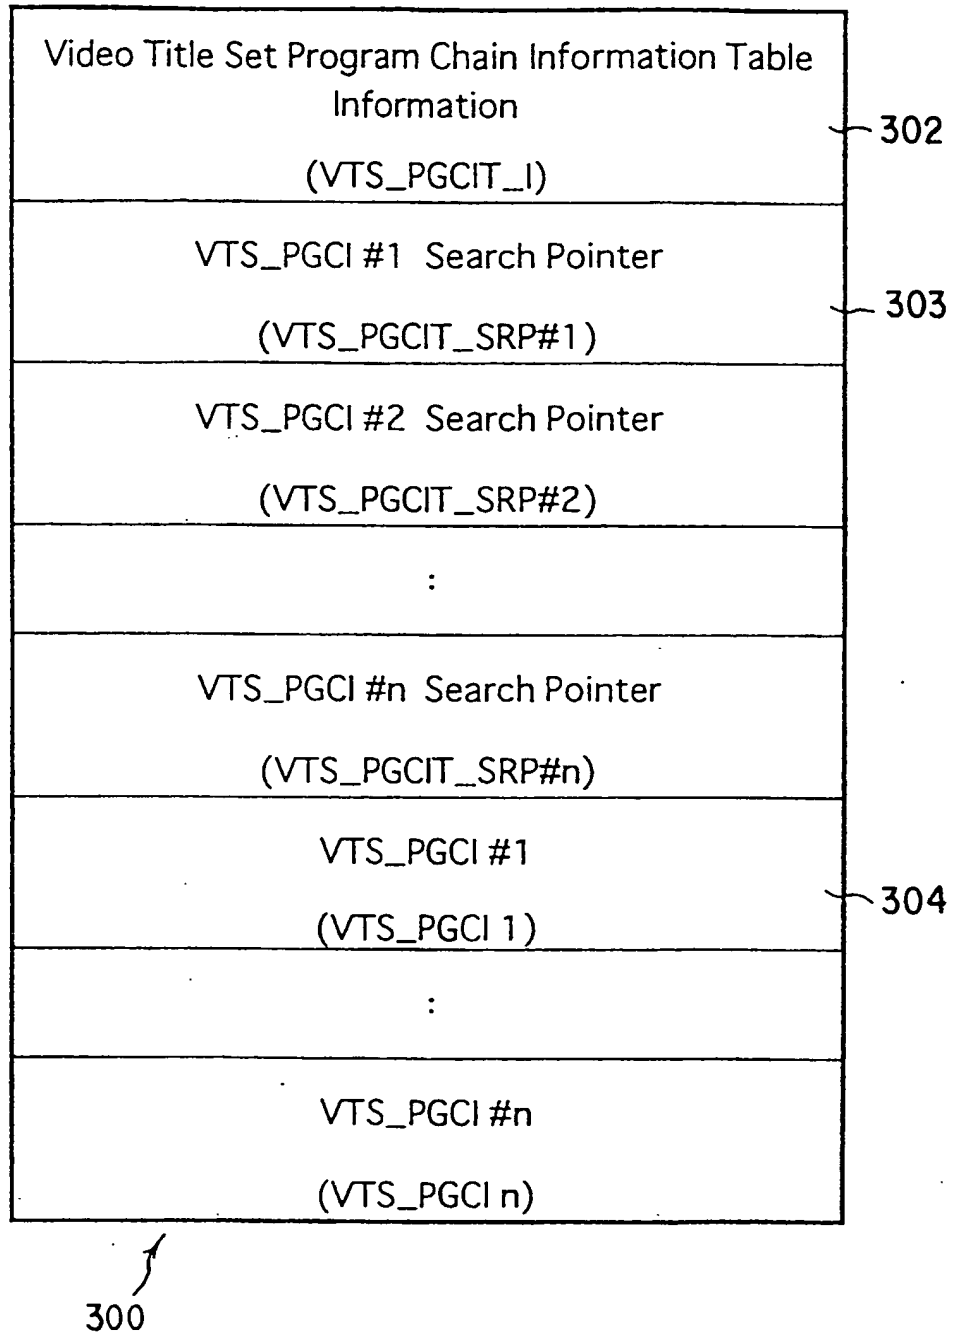 Video Title Set Program Chain Information Table
Information
302
(VTS_PGCIT_I)
VTS_PGCI #1 Search Pointer
303
(VTS_PGCIT_SRP#1)
VTS_PGCI #2 Search Pointer
(VTS_PGCIT_SRP#2)
:
VTS_PGCI #n Search Pointer
(VTS_PGCIT_SRP#n)
VTS_PGCI #1
304
(VTS_PGCI 1)
:
VTS_PGCI #n
(VTS_PGCI n)
300